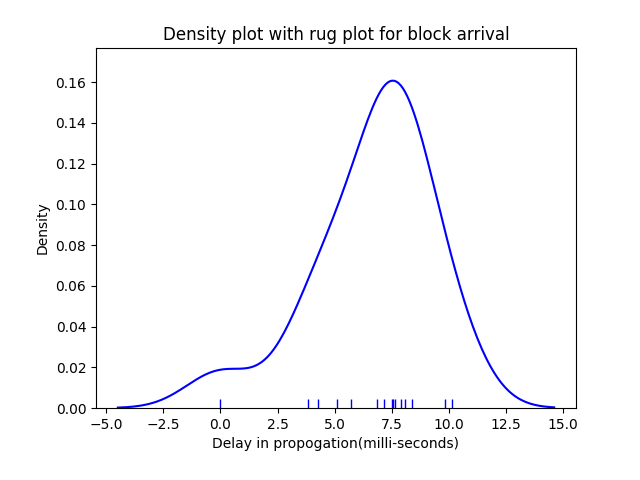 Density plot with rug plot for block arrival
Density
0.16
0.14
0.12
0.10
0.08
0.06
0.04
0.02
0.00
−5.0 −2.5 0.0 2.5 5.0 7.5 10.0 12.5 15.0
Delay in propogation(milli-seconds)